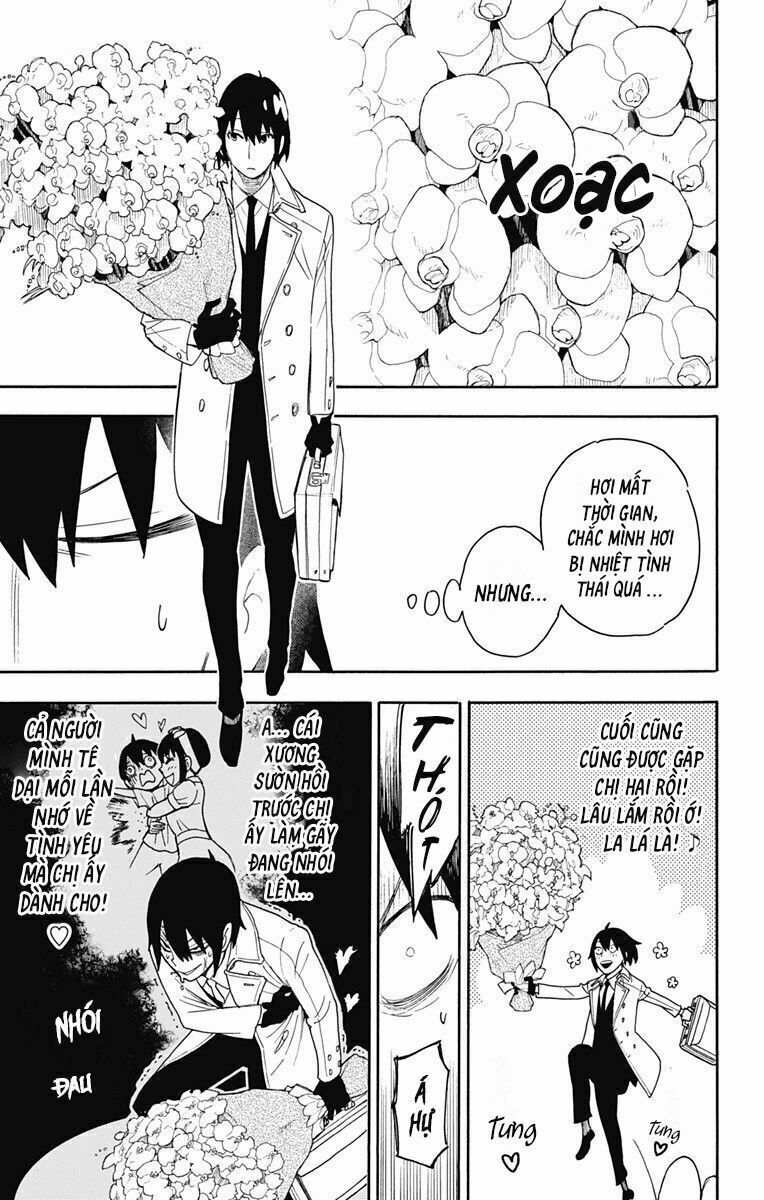 XOẠC
HƠI MẤT
THỜI GIAN,
CHẮC MÌNH HƠI
BỊ NHIỆT TÌNH
THÁI QUÁ ...
NHƯNG...
CUỐI CŨNG
CŨNG ĐƯỢC GẶP
CHỊ HAI RỒI!
LÂU LẮM RỒI Ớ!
LA LÁ LÀ! ♪
Tung
Tung
THÓT
Á
HỰ
A... CÁI
XƯƠNG
SƯỜN HỒI
TRƯỚC CHỊ
ẤY LÀM GÃY
ĐANG NHÓI
LÊN...
CẢ NGƯỜI
MÌNH TÊ
DẠI MỖI LẦN
NHỚ VỀ
TÌNH YÊU
MÀ CHỊ ẤY
DÀNH CHO!
♡
NHÓI
ĐAU